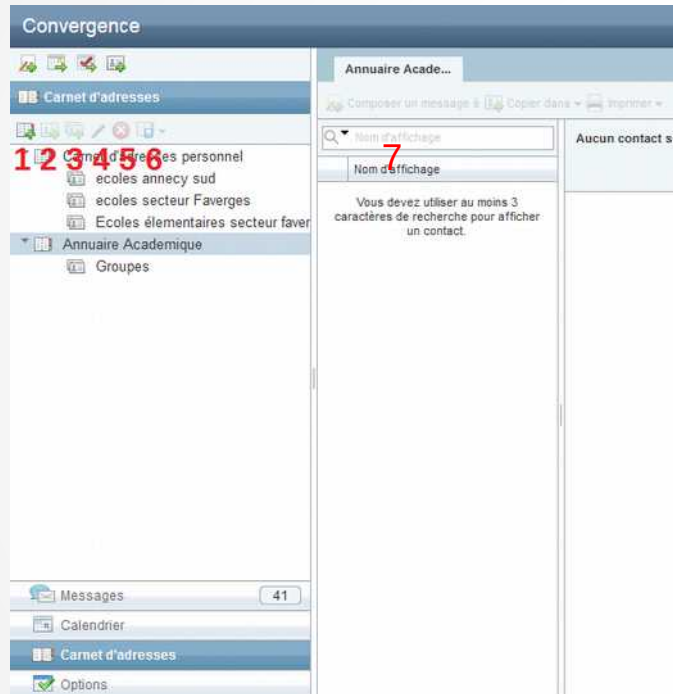 Convergence
Annuaire Acade...
Carnet d'adresses
Composer un message à Copier dans Imprimer
Nom d'affichage
Aucun contact s
1 2 3 4 5 6
7
Carnet d'adresses personnel
Nom d'affichage
ecoles annecy sud
ecoles secteur Faverges
Ecoles élementaires secteur faver
Annuaire Academique
Groupes
Vous devez utiliser au moins 3
caractères de recherche pour afficher
un contact.
Messages 41
Calendrier
Carnet d'adresses
Options